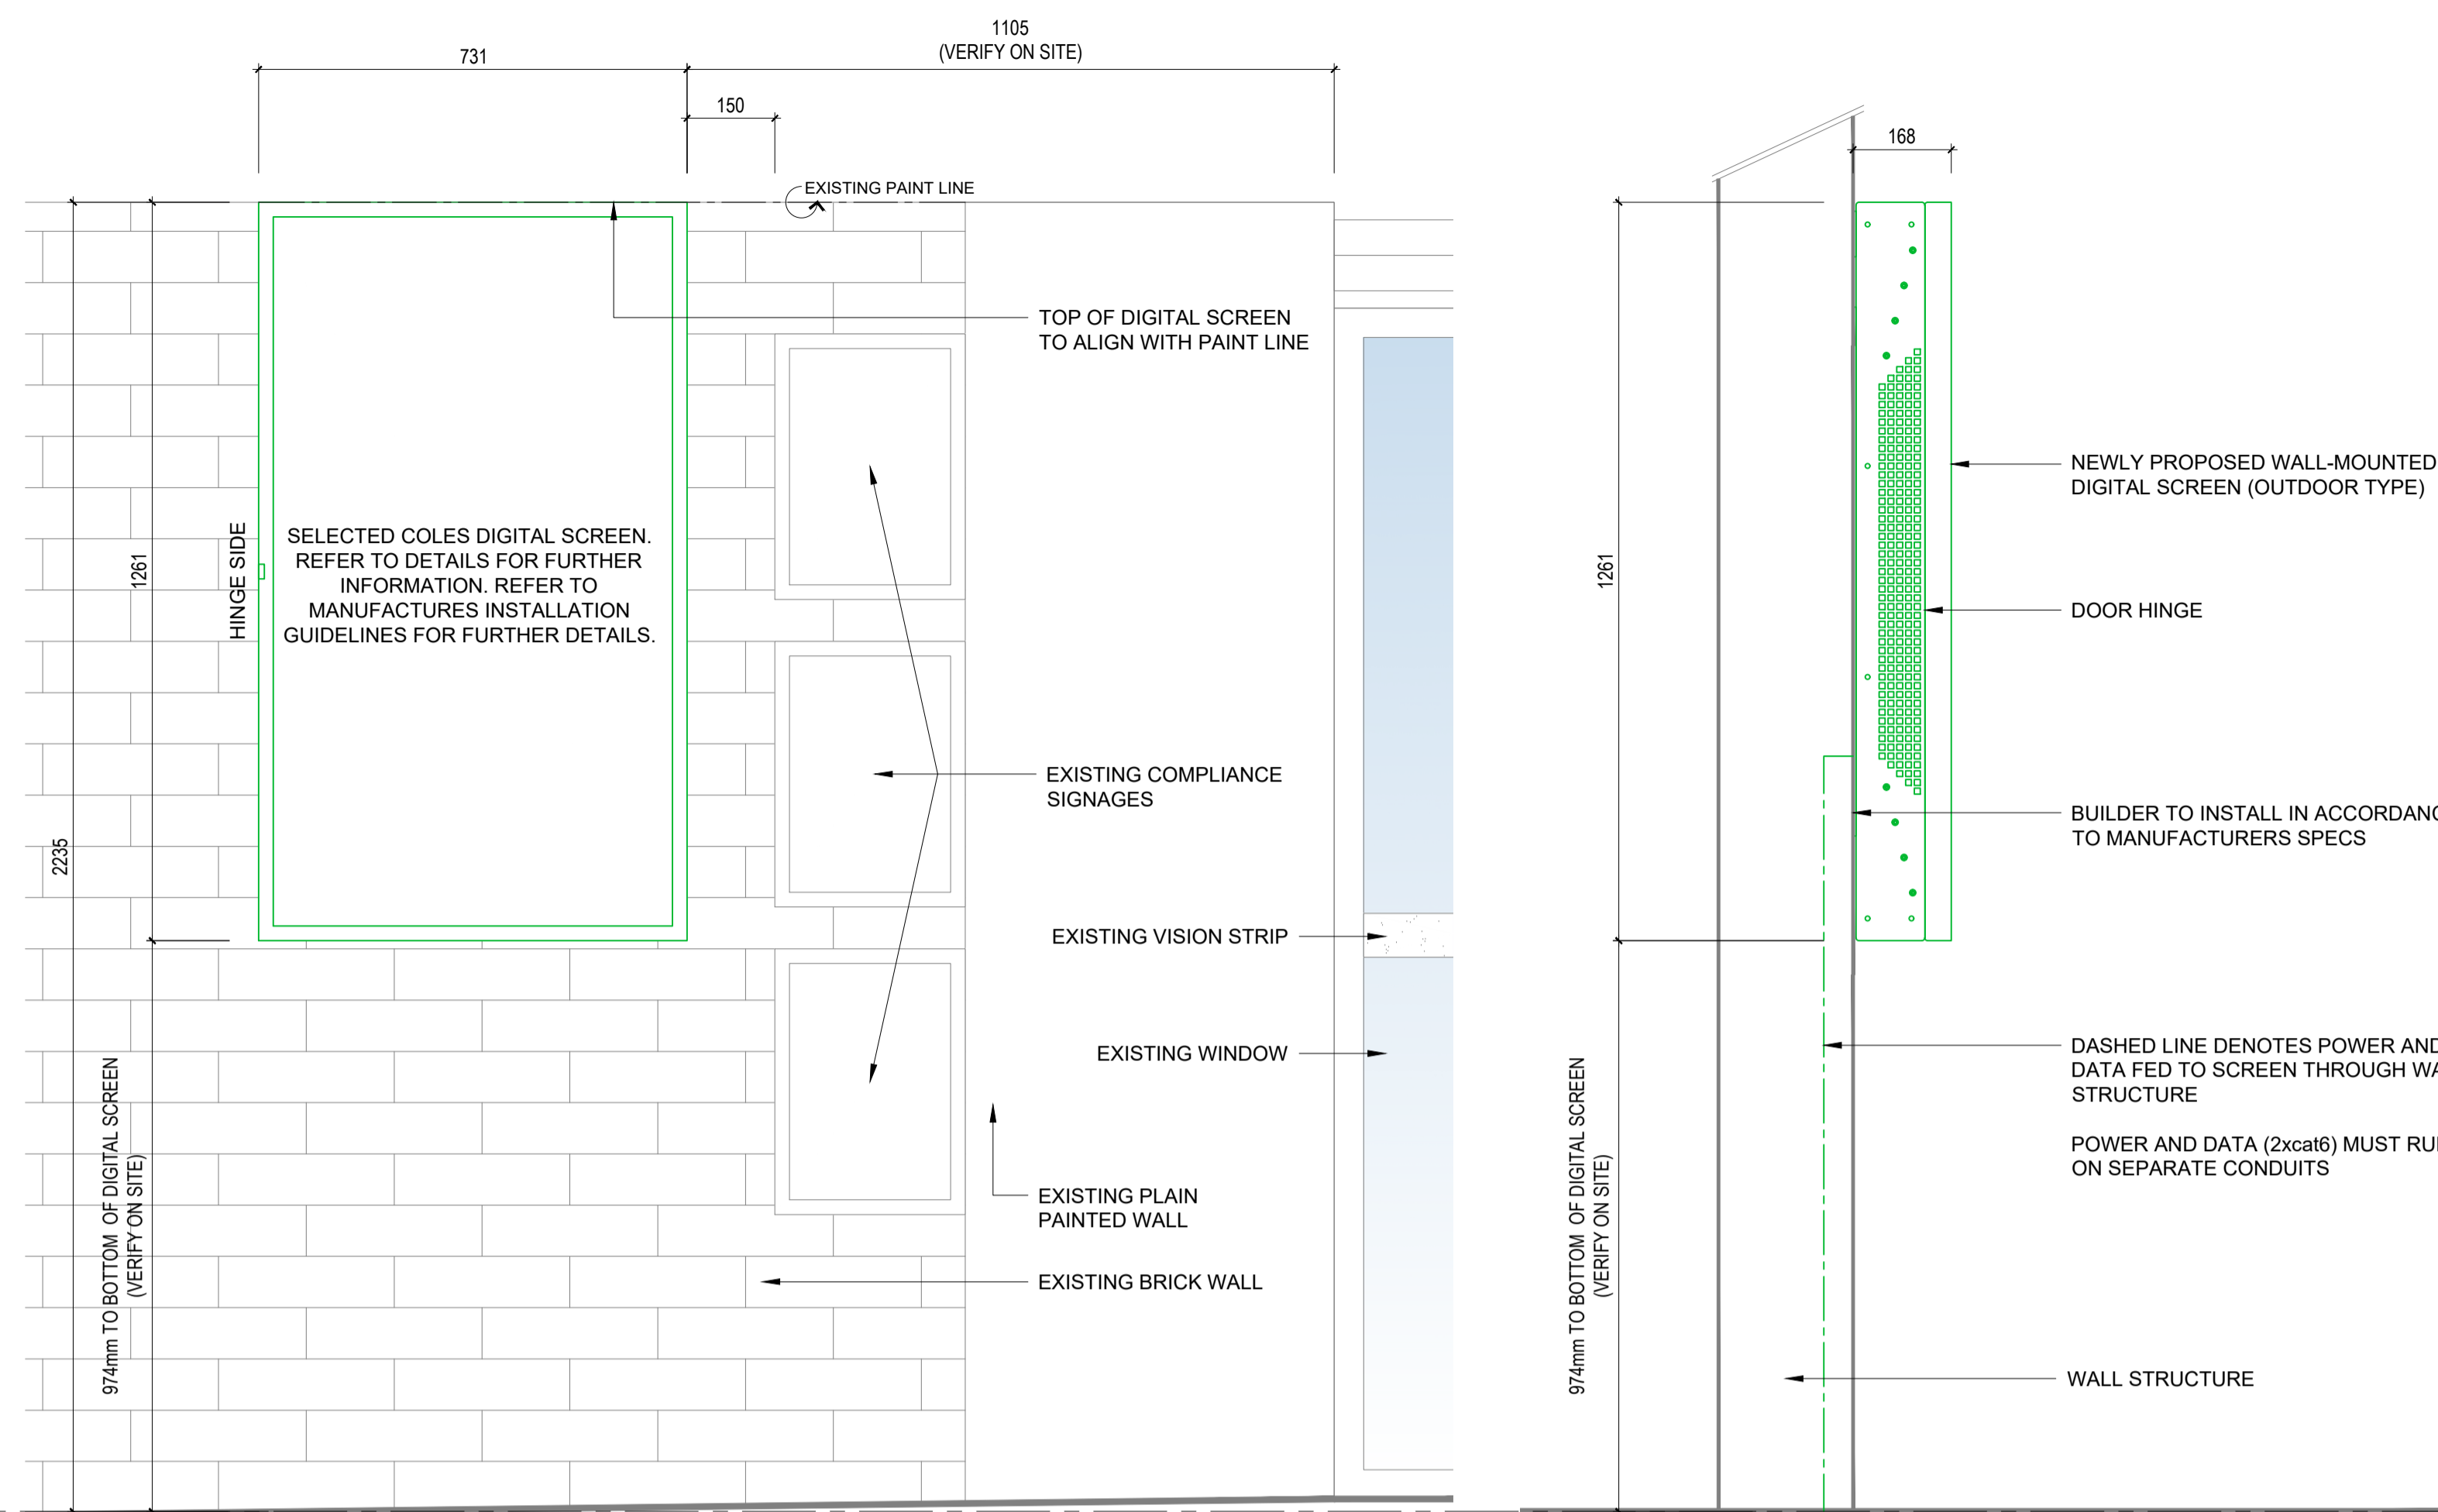 1105
(VERIFY ON SITE)
731
150
EXISTING PAINT LINE
TOP OF DIGITAL SCREEN
TO ALIGN WITH PAINT LINE
HINGE SIDE
1261
2235
SELECTED COLES DIGITAL SCREEN.
REFER TO DETAILS FOR FURTHER
INFORMATION. REFER TO
MANUFACTURES INSTALLATION
GUIDELINES FOR FURTHER DETAILS.
EXISTING COMPLIANCE
SIGNAGES
EXISTING VISION STRIP
EXISTING WINDOW
974mm TO BOTTOM OF DIGITAL SCREEN
(VERIFY ON SITE)
EXISTING PLAIN
PAINTED WALL
EXISTING BRICK WALL
168
1261
NEWLY PROPOSED WALL-MOUNTED
DIGITAL SCREEN (OUTDOOR TYPE)
DOOR HINGE
BUILDER TO INSTALL IN
TO MANUFACTURERS SPECS
DASHED LINE DENOTES POWER AND
DATA FED TO SCREEN THROUGH
STRUCTURE
POWER AND DATA (2xcat6) MUST
ON SEPARATE CONDUITS
974mm TO BOTTOM OF DIGITAL SCREEN
(VERIFY ON SITE)
WALL STRUCTURE